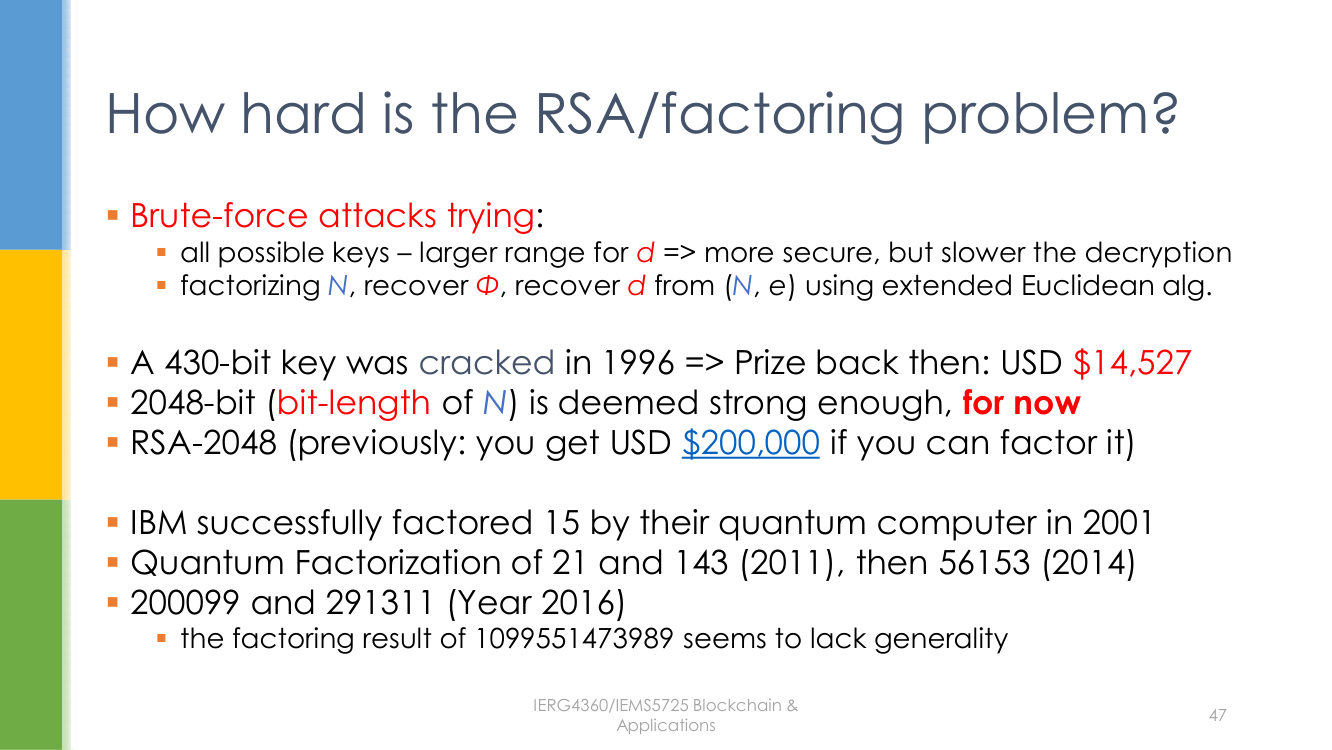 How hard is the RSA/factoring problem?
▪ Brute-force attacks trying:
▪ all possible keys – larger range for d => more secure, but slower the decryption
▪ factorizing N, recover Φ, recover d from (N, e) using extended Euclidean alg.
▪ A 430-bit key was cracked in 1996 => Prize back then: USD $14,527
▪ 2048-bit (bit-length of N) is deemed strong enough, for now
▪ RSA-2048 (previously: you get USD $200,000 if you can factor it)
▪ IBM successfully factored 15 by their quantum computer in 2001
▪ Quantum Factorization of 21 and 143 (2011), then 56153 (2014)
▪ 200099 and 291311 (Year 2016)
▪ the factoring result of 1099551473989 seems to lack generality
IERG4360/IEMS5725 Blockchain &
Applications
47